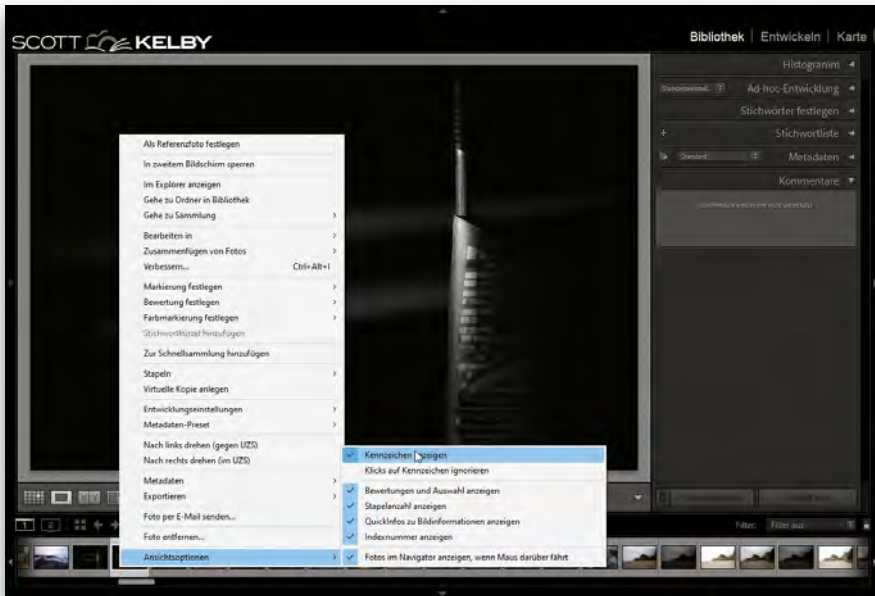 SCOTT KELBY
Bibliothek | Entwickeln | Karte
Histogramm
Ad-hoc-Entwicklung
Stichwörter festlegen
+ Stichwortliste
Standard Metadaten
Kommentare
Als Referenzfoto festlegen
In zweitem Bildschirm sperren
Im Explorer anzeigen
Gehe zu Ordner in Bibliothek
Gehe zu Sammlung
Bearbeiten in
Zusammenfügen von Fotos
Verbessern... Ctrl+Alt+I
Markierung festlegen
Bewertung festlegen
Farbmarkierung festlegen
Stichwortkürzel hinzufügen
Zur Schnellsammlung hinzufügen
Stapeln
Virtuelle Kopie anlegen
Entwicklungseinstellungen
Metadaten-Preset
Nach links drehen (gegen UZS)
Nach rechts drehen (im UZS)
Metadaten
Exportieren
Foto per E-Mail senden...
Foto entfernen...
Ansichtsoptionen
Kennzeichen anzeigen
Klicks auf Kennzeichen ignorieren
Bewertungen und Auswahl anzeigen
Stapelanzahl anzeigen
QuickInfos zu Bildinformationen anzeigen
Indexnummer anzeigen
Fotos im Navigator anzeigen, wenn Maus darüber fährt
1 2
Filter: Filter aus